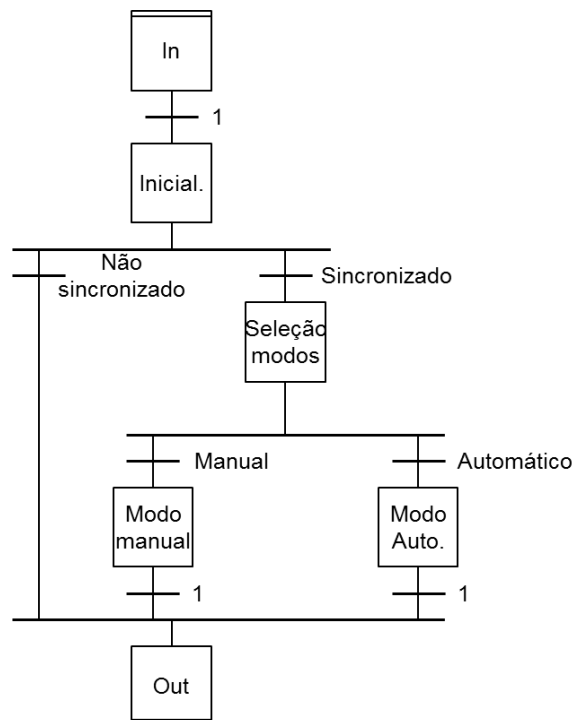 In
1
Inicial.
Não
sincronizado
Sincronizado
Seleção
modos
Manual
Automático
Modo
manual
Modo
Auto.
1
1
Out